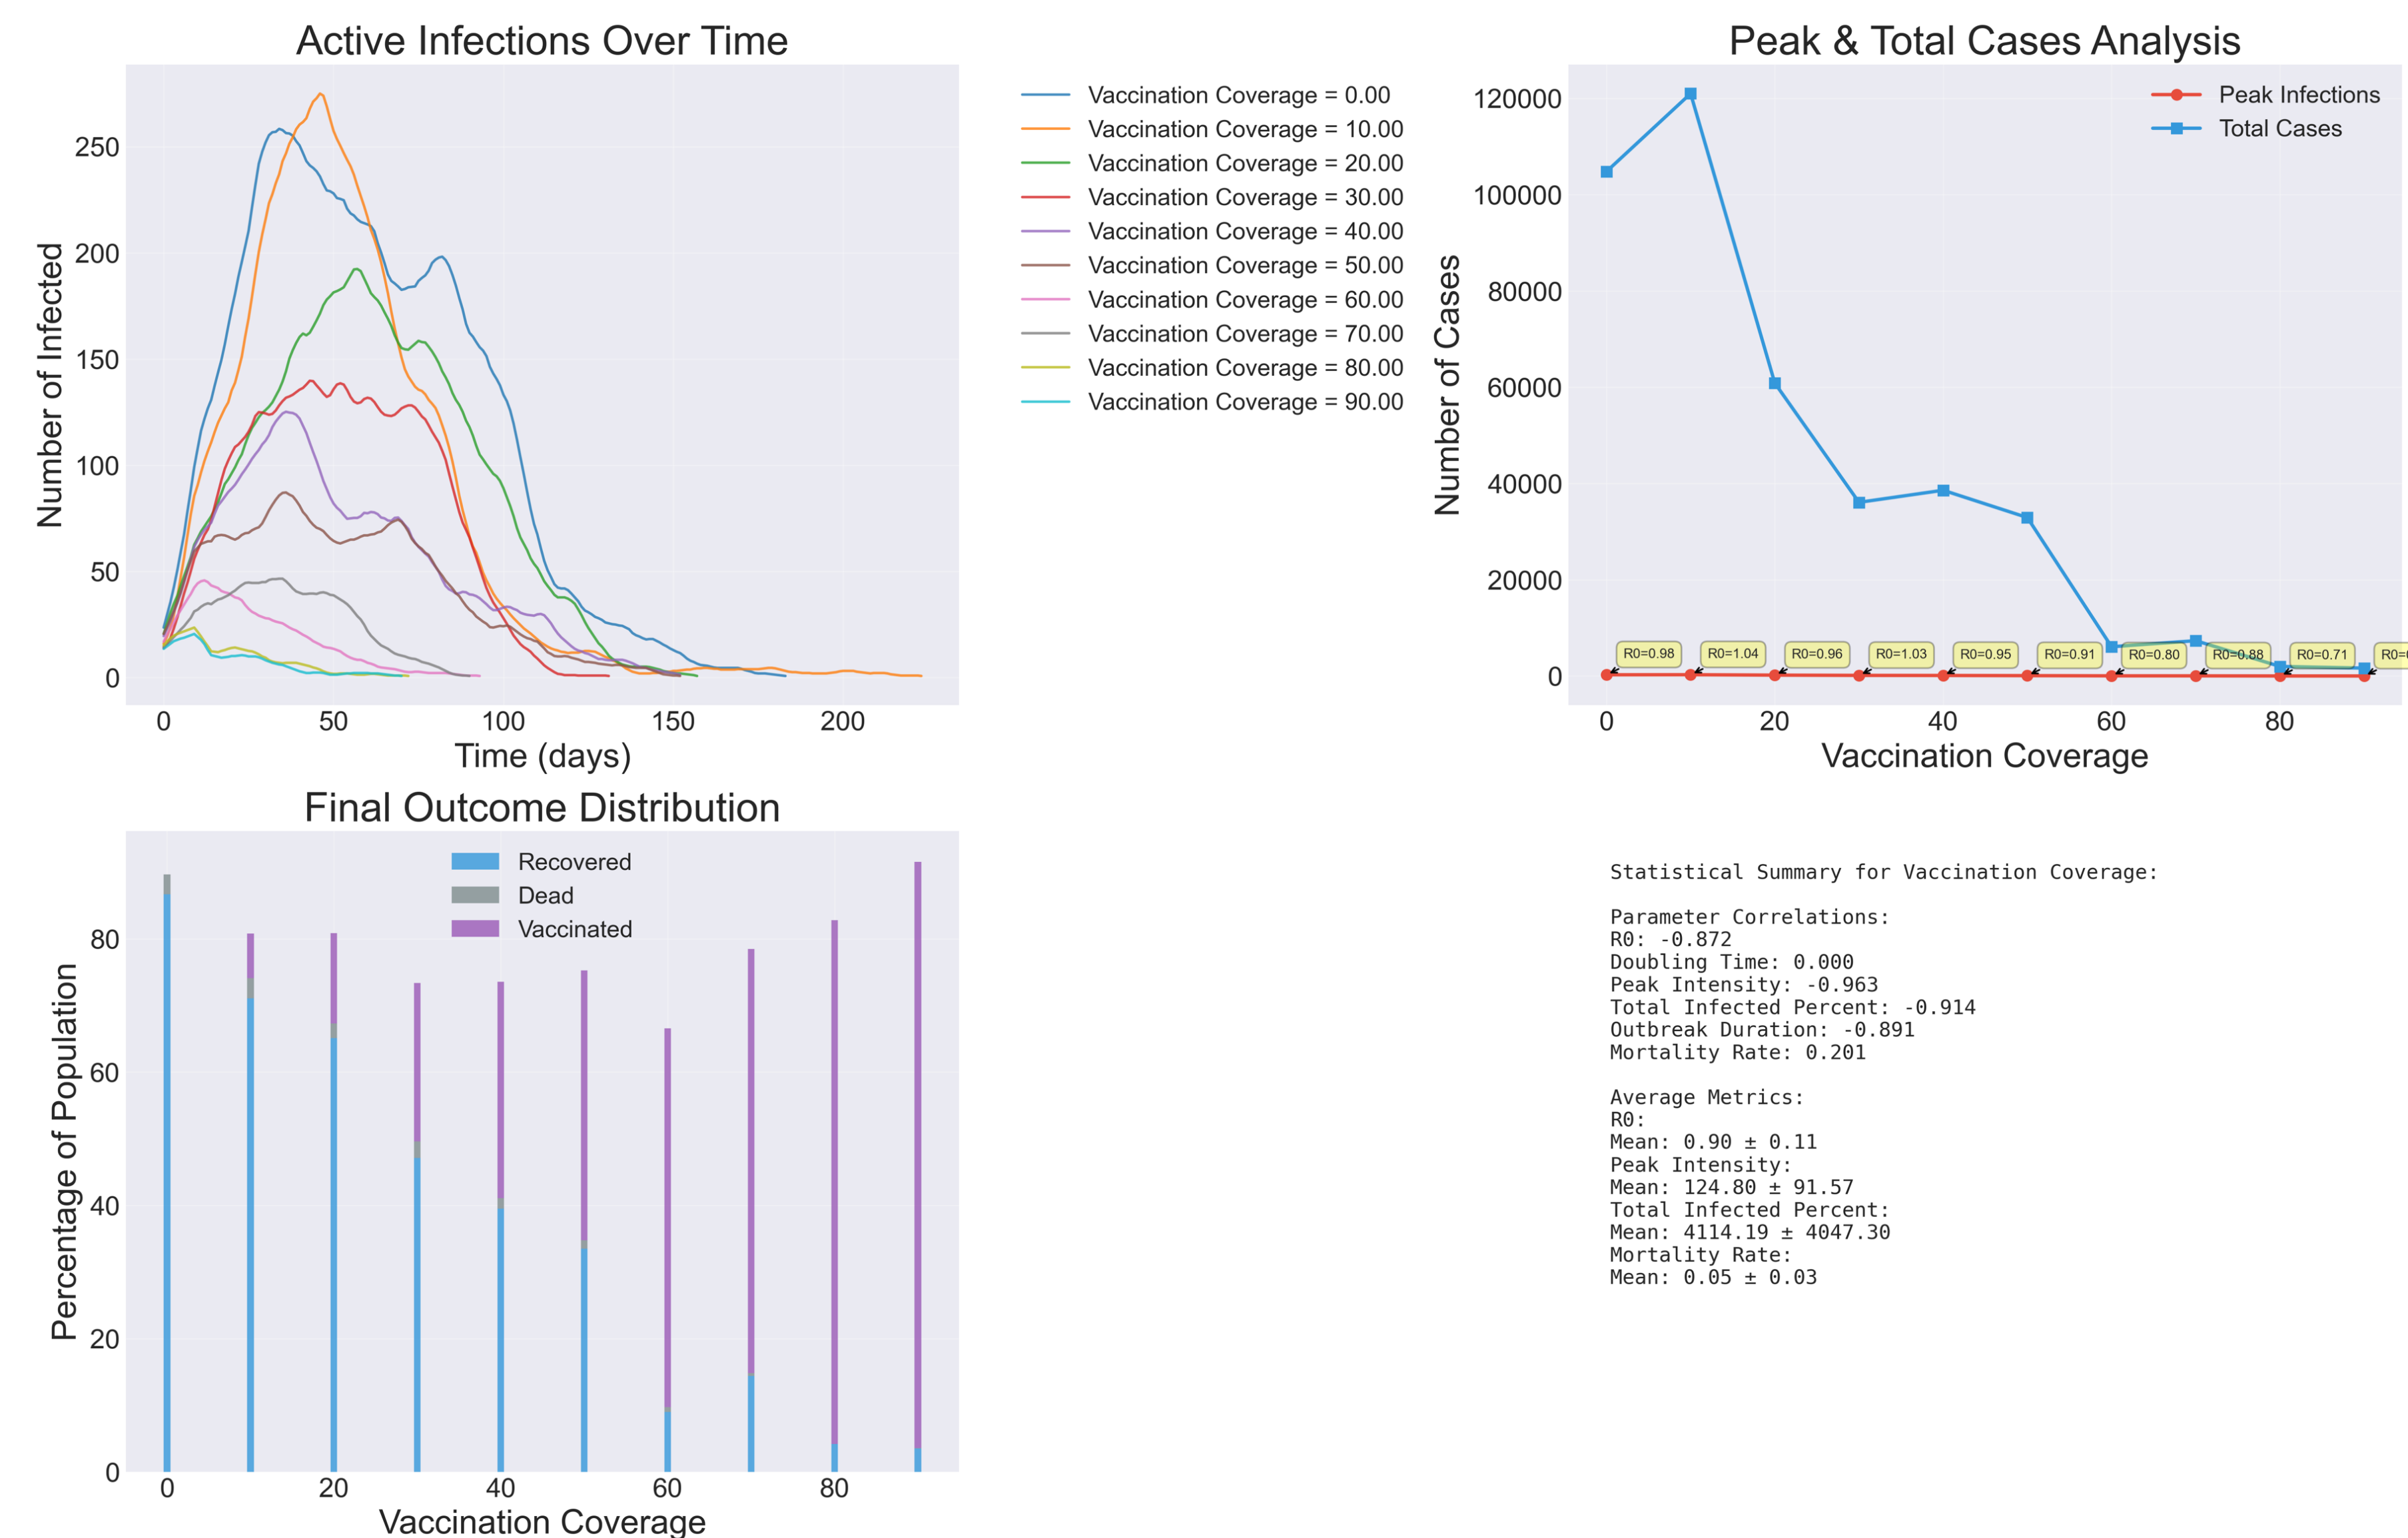 Active Infections Over Time
Number of Infected
250
200
150
100
50
0
0 50 100 150 200
Time (days)
Vaccination Coverage = 0.00
Vaccination Coverage = 10.00
Vaccination Coverage = 20.00
Vaccination Coverage = 30.00
Vaccination Coverage = 40.00
Vaccination Coverage = 50.00
Vaccination Coverage = 60.00
Vaccination Coverage = 70.00
Vaccination Coverage = 80.00
Vaccination Coverage = 90.00
Peak & Total Cases Analysis
Number of Cases
120000
100000
80000
60000
40000
20000
0
Peak Infections
Total Cases
R0=0.98 R0=1.04 R0=0.96 R0=1.03 R0=0.95 R0=0.91 R0=0.80 R0=0.88 R0=0.71
0 20 40 60 80
Vaccination Coverage
Final Outcome Distribution
Percentage of Population
80
60
40
20
0
Recovered
Dead
Vaccinated
0 20 40 60 80
Vaccination Coverage
Statistical Summary for Vaccination Coverage:
Parameter Correlations:
R0: -0.872
Doubling Time: 0.000
Peak Intensity: -0.963
Total Infected Percent: -0.914
Outbreak Duration: -0.891
Mortality Rate: 0.201
Average Metrics:
R0:
Mean: 0.90 ± 0.11
Peak Intensity:
Mean: 124.80 ± 91.57
Total Infected Percent:
Mean: 4114.19 ± 4047.30
Mortality Rate:
Mean: 0.05 ± 0.03